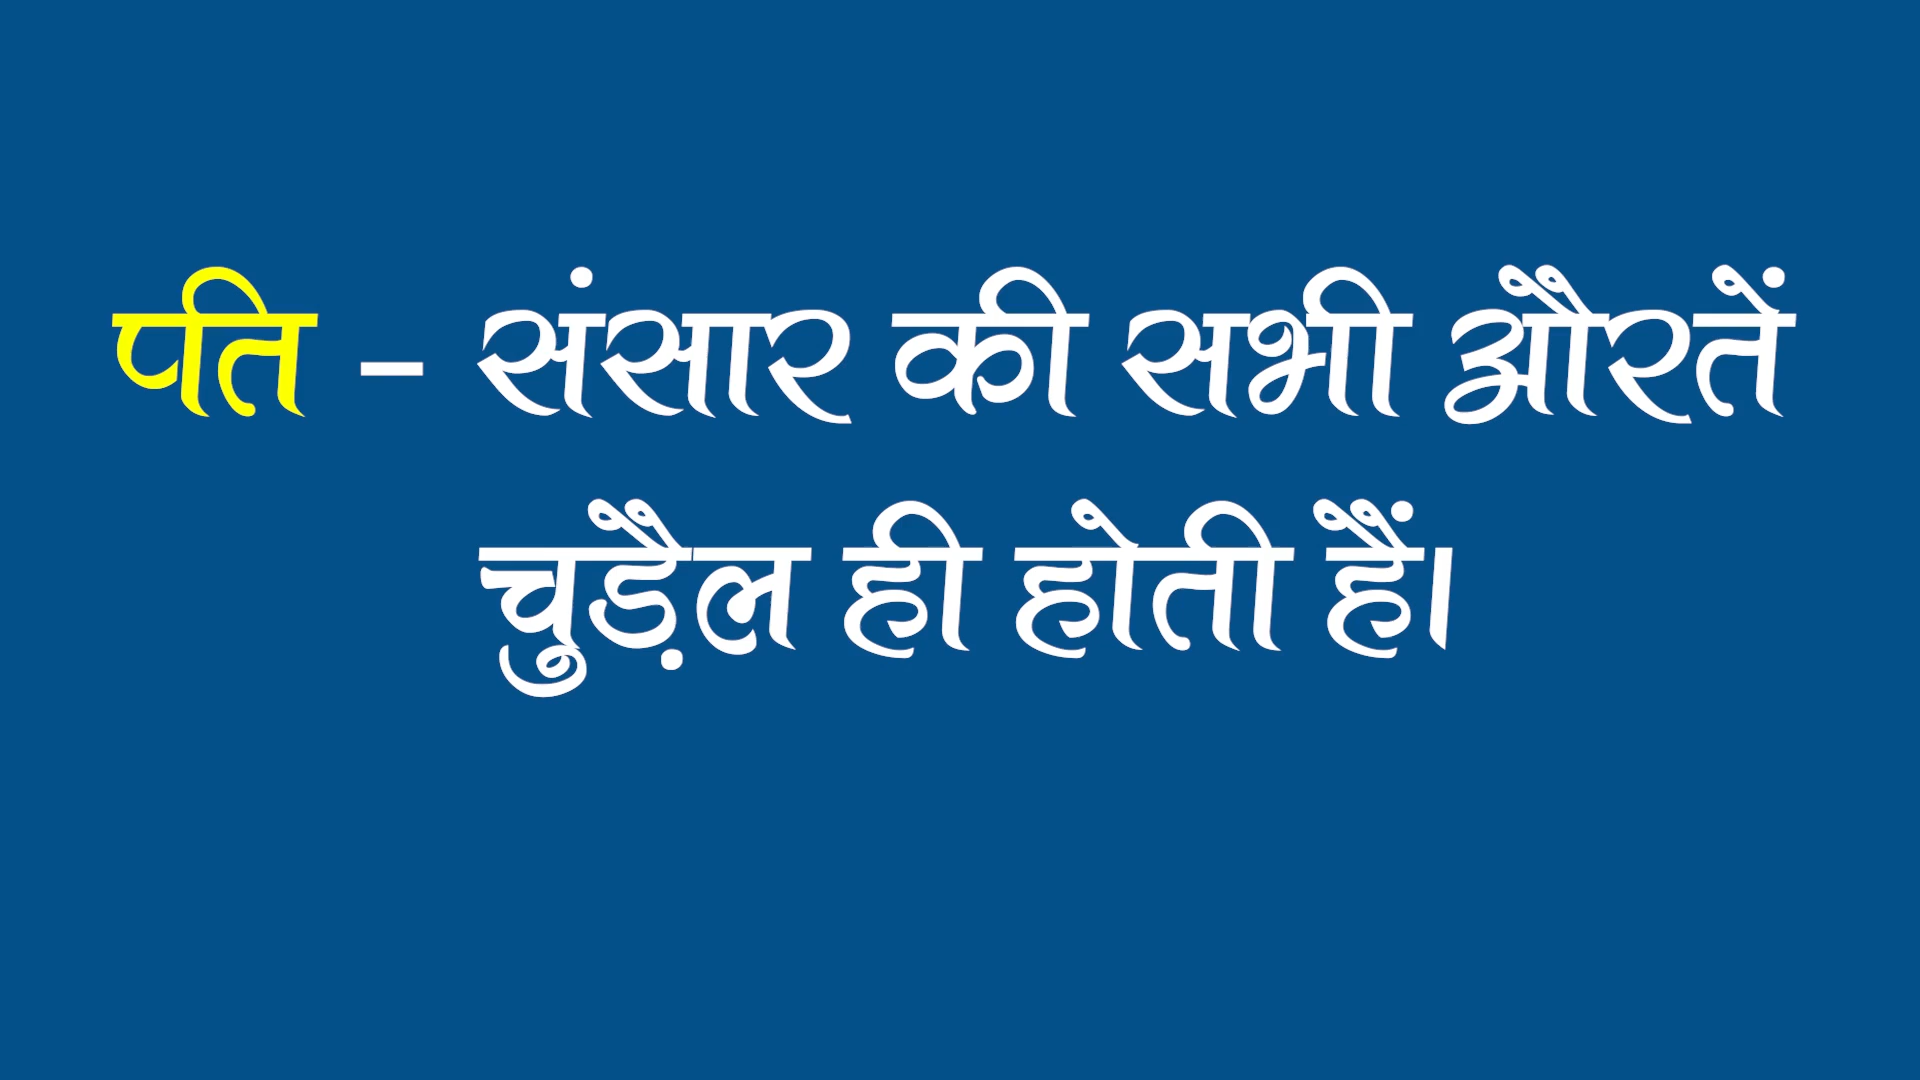 पति – संसार की सभी औरतें
चुड़ैल ही होती हैं।